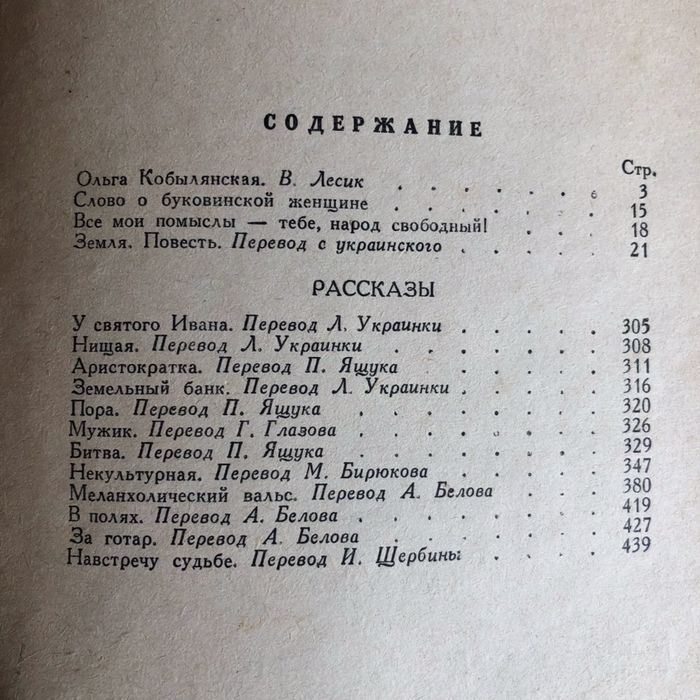 СОДЕРЖАНИЕ
Стр.
Ольга Кобылянская. В. Лесик . . . . . . 3
Слово о буковинской женщине . . . . . . 15
Все мои помыслы — тебе, народ свободный! . . . 18
Земля. Повесть. Перевод с украинского . . . . 21
РАССКАЗЫ
У святого Ивана. Перевод Л. Украинки . . . . 305
Нищая. Перевод Л. Украинки . . . . . . 308
Аристократка. Перевод П. Ящука . . . . . 311
Земельный банк. Перевод Л. Украинки . . . . 316
Пора. Перевод П. Ящука . . . . . . 320
Мужик. Перевод Г. Глазова . . . . . . 326
Битва. Перевод П. Ящука . . . . . . 329
Некультурная. Перевод М. Бирюкова . . . . 347
Меланхолический вальс. Перевод А. Белова . . . 380
В полях. Перевод А. Белова . . . . . . 419
За готар. Перевод А. Белова . . . . . 427
Навстречу судьбе. Перевод И. Щербины . . . . 439